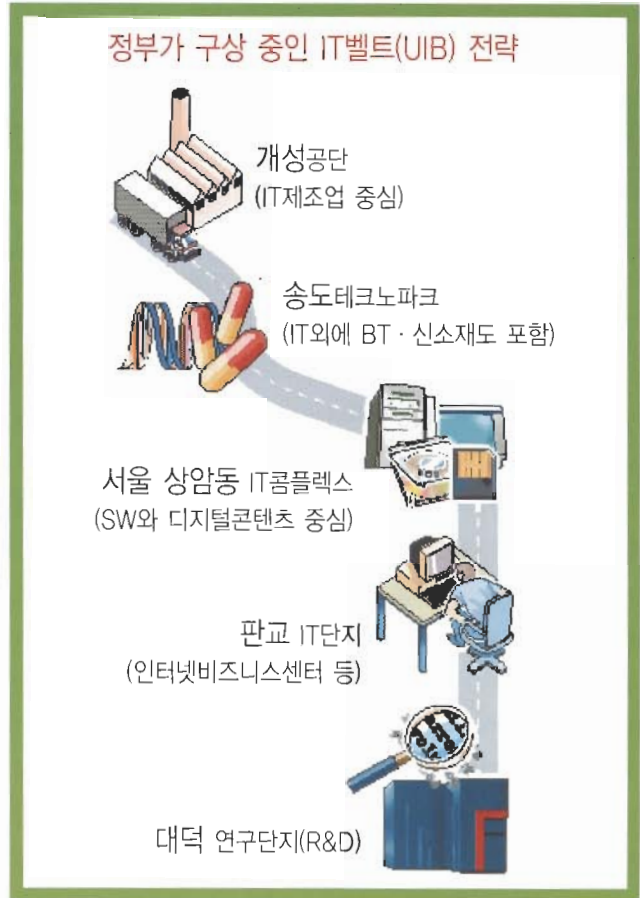 정부가 구상 중인 IT벨트(UIB) 전략
개성공단
(IT제조업 중심)
송도테크노파크
(IT외에 BT · 신소재도 포함)
서울 상암동 IT콤플렉스
(SW와 디지털콘텐츠 중심)
판교 IT단지
(인터넷비즈니스센터 등)
대덕 연구단지(R&D)